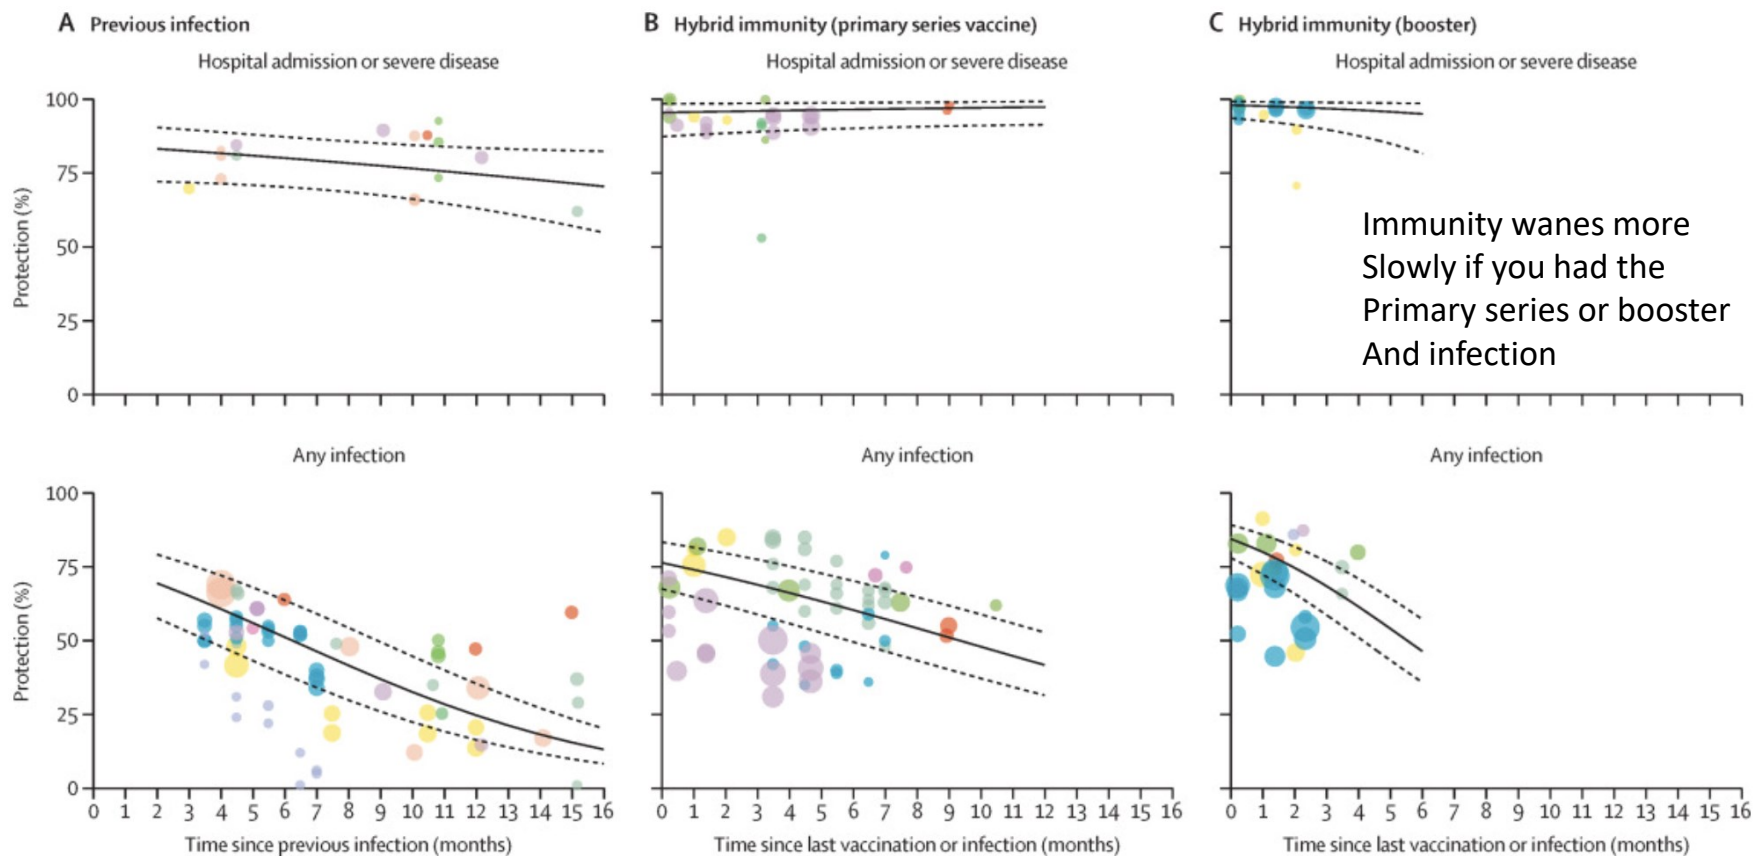 A Previous infection
Hospital admission or severe disease
Protection (%)
100
75
50
25
0
B Hybrid immunity (primary series vaccine)
Hospital admission or severe disease
C Hybrid immunity (booster)
Hospital admission or severe disease
Immunity wanes more
Slowly if you had the
Primary series or booster
And infection
Any infection
Protection (%)
100
75
50
25
0
0 1 2 3 4 5 6 7 8 9 10 11 12 13 14 15 16
Time since previous infection (months)
Any infection
0 1 2 3 4 5 6 7 8 9 10 11 12 13 14 15 16
Time since last vaccination or infection (months)
Any infection
0 1 2 3 4 5 6 7 8 9 10 11 12 13 14 15 16
Time since last vaccination or infection (months)